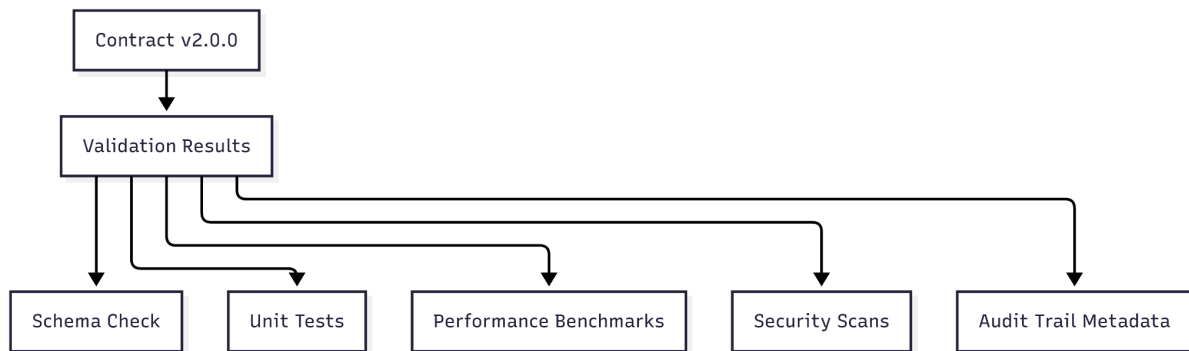 Contract v2.0.0
Validation Results
Schema Check
Unit Tests
Performance Benchmarks
Security Scans
Audit Trail Metadata